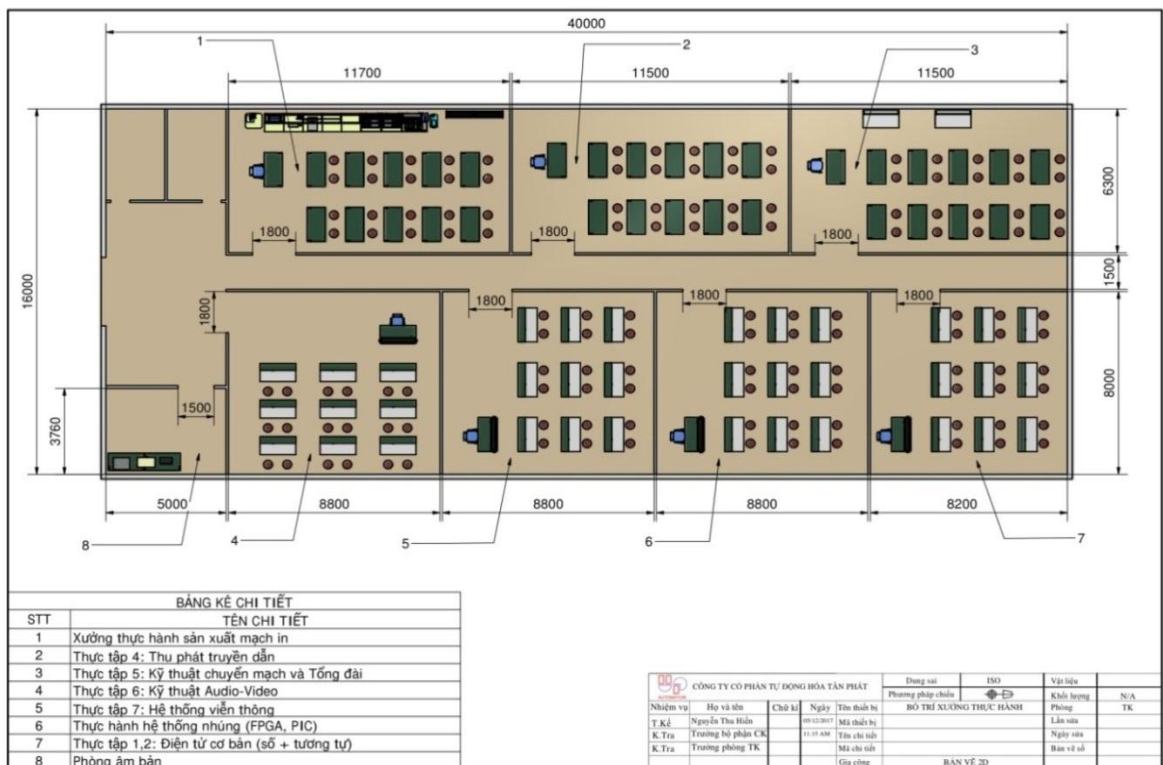 40000
1
2
3
11700
11500
11500
16000
6300
1800
1800
1800
1500
1800
1800
1800
1800
8000
1500
3760
5000
8800
8800
8800
8200
8
4
5
6
7
BẢNG KÊ CHI TIẾT
STT TÊN CHI TIẾT
1 Xưởng thực hành sản xuất mạch in
2 Thực tập 4: Thu phát truyền dẫn
3 Thực tập 5: Kỹ thuật chuyển mạch và Tổng đài
4 Thực tập 6: Kỹ thuật Audio-Video
5 Thực tập 7: Hệ thống viễn thông
6 Thực hành hệ thống nhúng (FPGA, PIC)
7 Thực tập 1,2: Điện tử cơ bản (số + tương tự)
8 Phòng âm bản
CÔNG TY CỔ PHẦN TỰ ĐỘNG HÓA TÂN PHÁT Dung sai ISO Vật liệu
AUTOMATION Phương pháp chiếu Khối lượng N/A
Nhiệm vụ Họ và tên Chữ kí Ngày Tên thiết bị BỐ TRÍ XƯỞNG THỰC HÀNH Phòng TK
T.Kế Nguyễn Thu Hiền 05/12/2017 Mã thiết bị Lần sửa
K.Tra Trưởng bộ phận CK 11:15 AM Tên chi tiết Ngày sửa
K.Tra Trưởng phòng TK Mã chi tiết Bản vẽ số
Gia công BẢN VẼ 2D